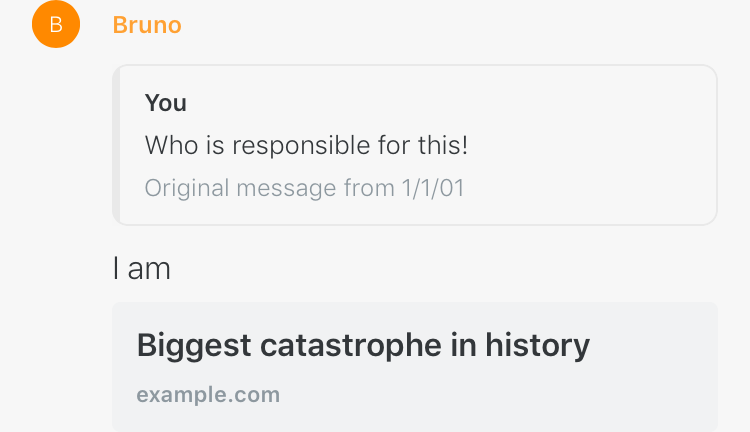 B
Bruno
You
Who is responsible for this!
Original message from 1/1/01
I am
Biggest catastrophe in history
example.com